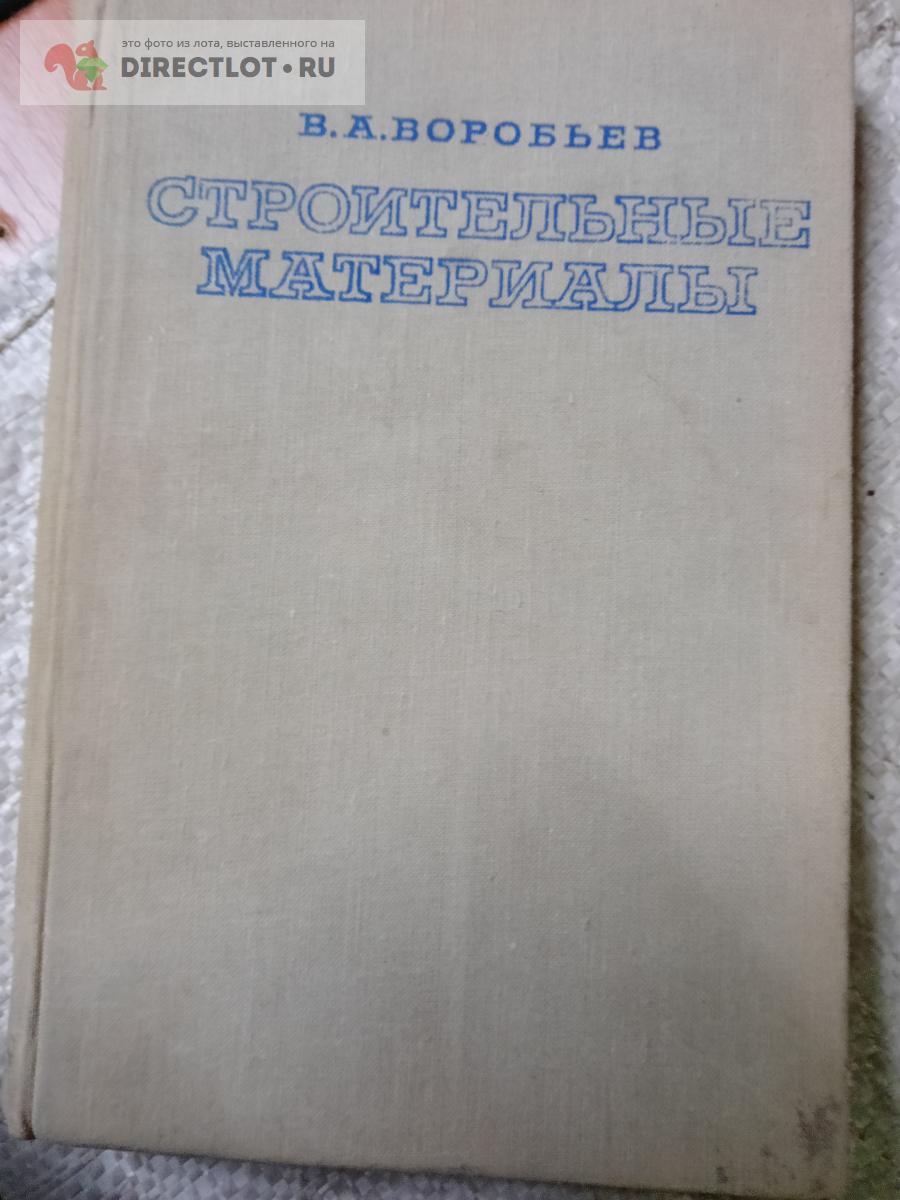 это фото из лота, выставленного на
DIRECTLOT•RU
В.А.ВОРОБЬЕВ
СТРОИТЕЛЬНЫЕ
МАТЕРИАЛЫ